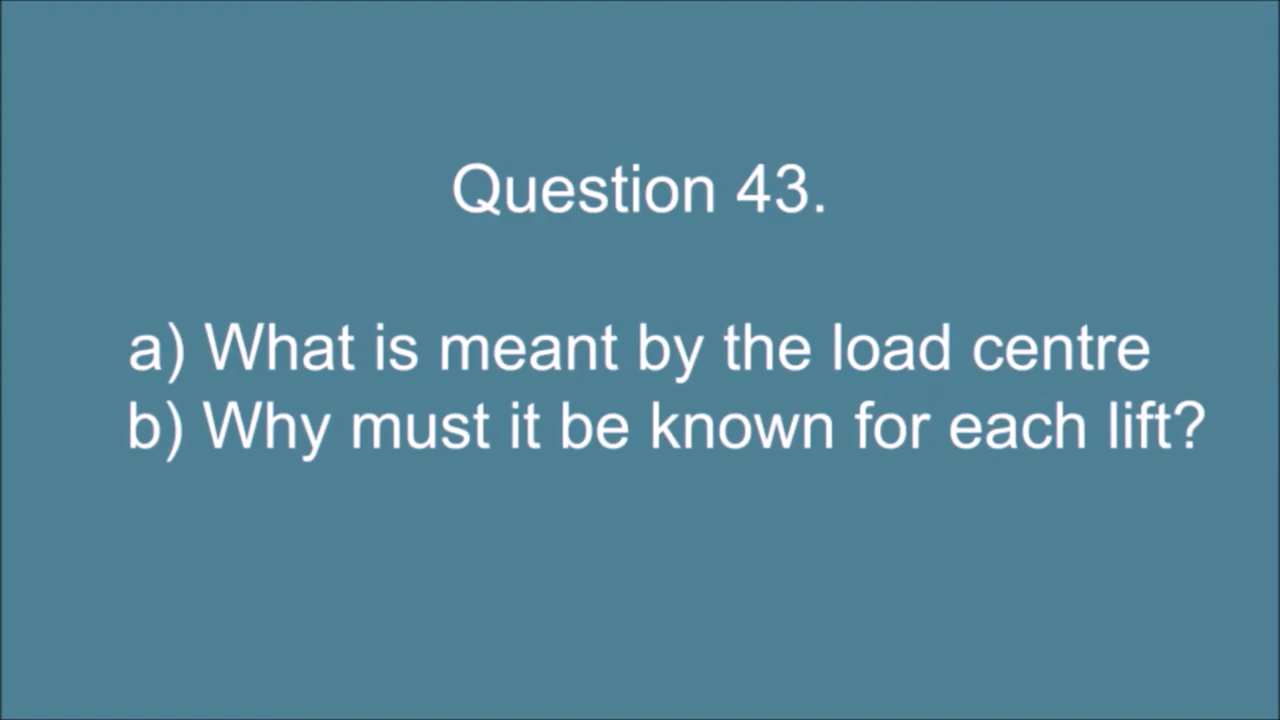 Question 43.
a) What is meant by the load centre
b) Why must it be known for each lift?